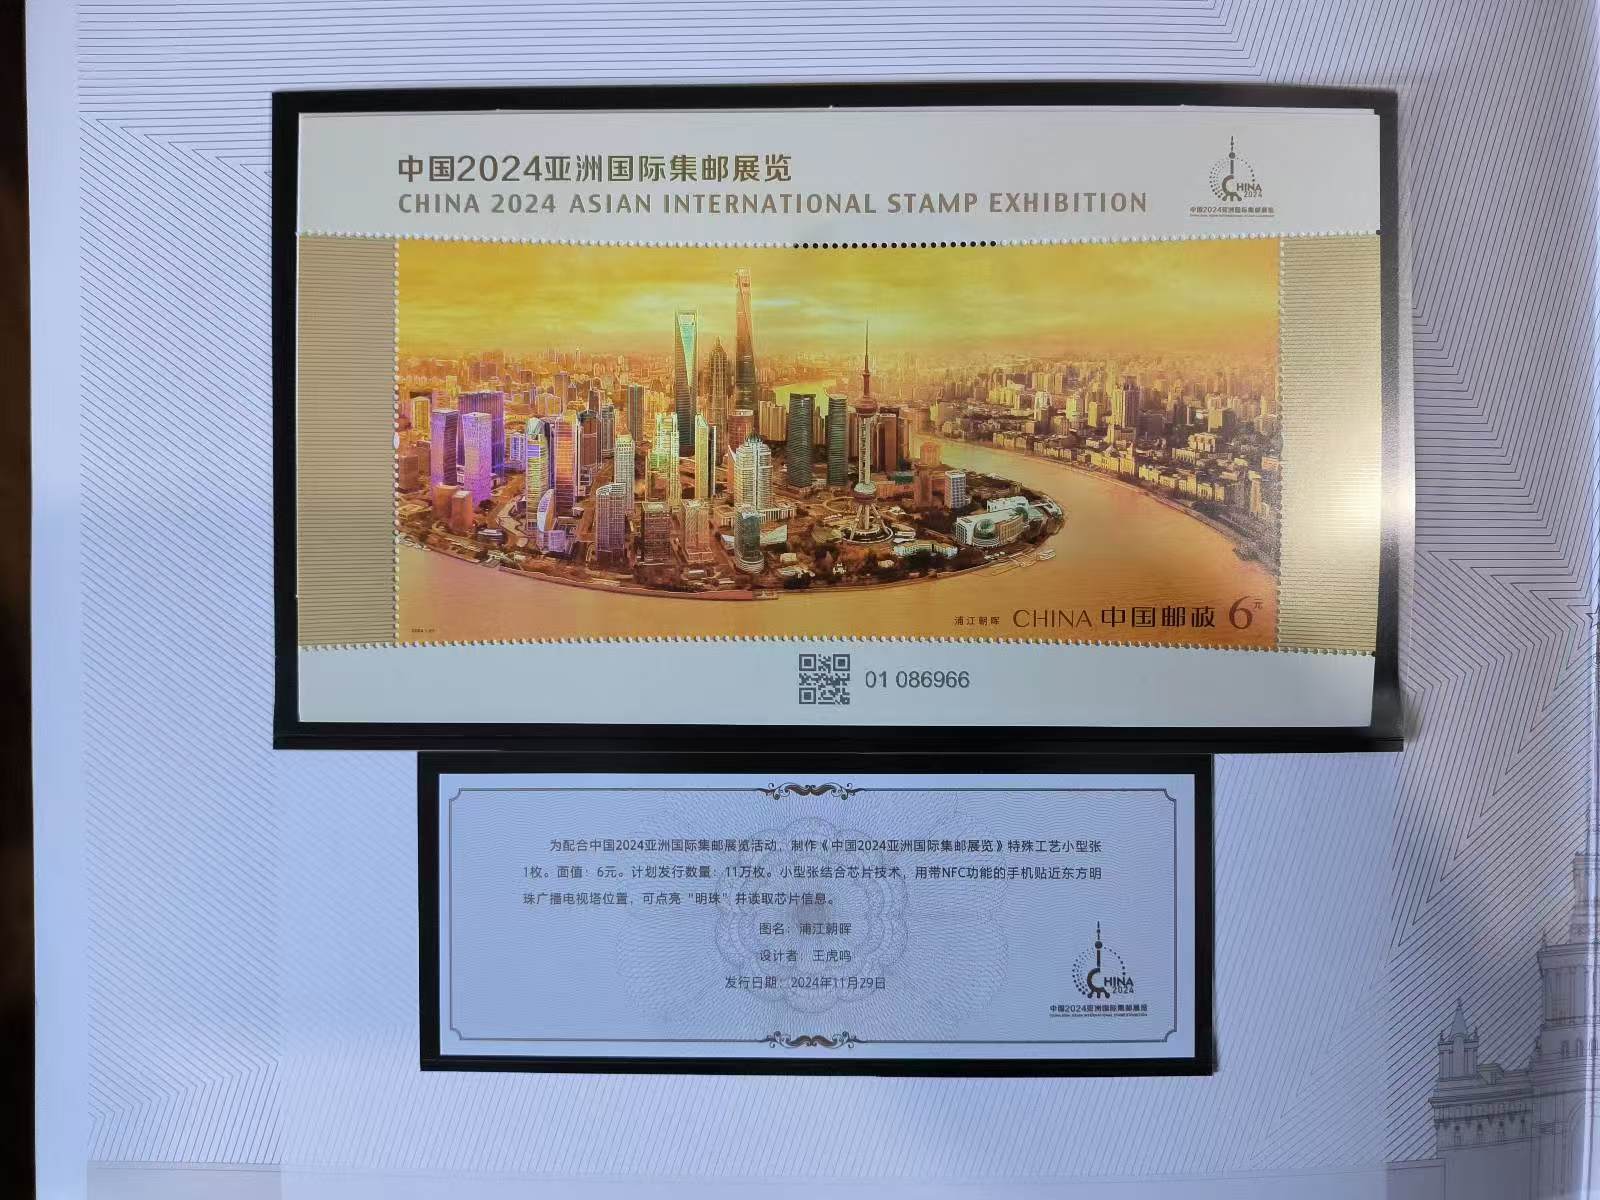 中国2024亚洲国际集邮展览
CHINA 2024 ASIAN INTERNATIONAL STAMP EXHIBITION
CHINA
2024
中国2024亚洲国际集邮展览
浦江朝晖 CHINA 中国邮政 6元
01 086966
为配合中国2024亚洲国际集邮展览活动，制作《中国2024亚洲国际集邮展览》特殊工艺小型张
1枚。面值：6元。计划发行数量：11万枚。小型张结合芯片技术，用带NFC功能的手机贴近东方明
珠广播电视塔位置，可点亮“明珠”并读取芯片信息。
图名：浦江朝晖
设计者：王虎鸣
发行日期：2024年11月29日
CHINA
2024
中国2024亚洲国际集邮展览